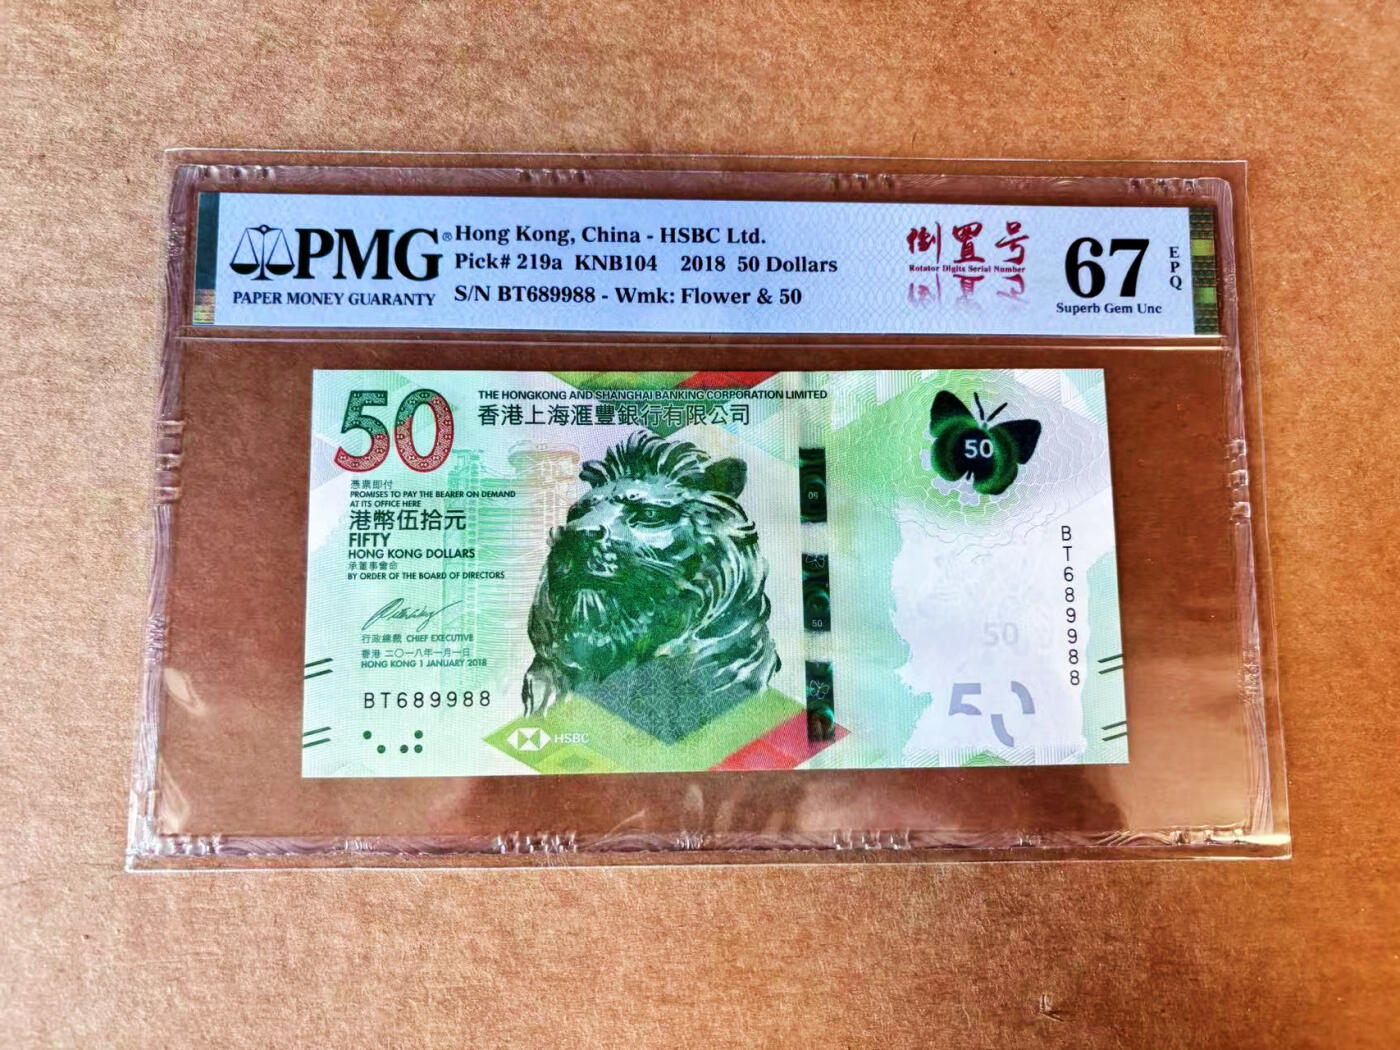 PMG®
PAPER MONEY GUARANTY
Hong Kong, China - HSBC Ltd.
Pick# 219a KNB104 2018 50 Dollars
S/N BT689988 - Wmk: Flower & 50
倒置号
Rotator Digits Serial Number
67
EPQ
Superb Gem Unc
50
THE HONGKONG AND SHANGHAI BANKING CORPORATION LIMITED
香港上海滙豐銀行有限公司
憑票即付
PROMISES TO PAY THE BEARER ON DEMAND
AT ITS OFFICE HERE
港幣伍拾元
FIFTY
HONG KONG DOLLARS
承董事會命
BY ORDER OF THE BOARD OF DIRECTORS
行政總裁 CHIEF EXECUTIVE
香港 二〇一八年一月一日
HONG KONG 1 JANUARY 2018
BT689988
HSBC
50
50
50
50
50
BT689988